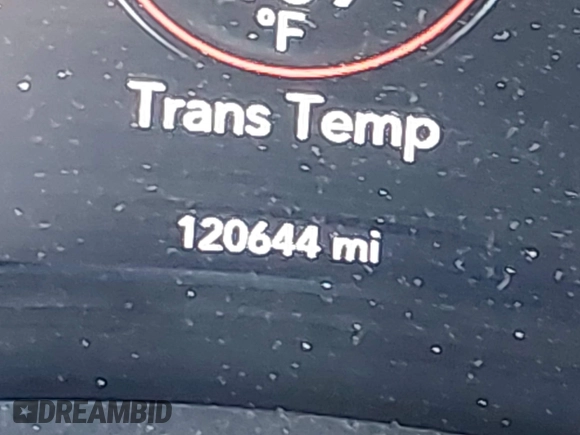 °F
Trans Temp
120644 mi
DREAMBID